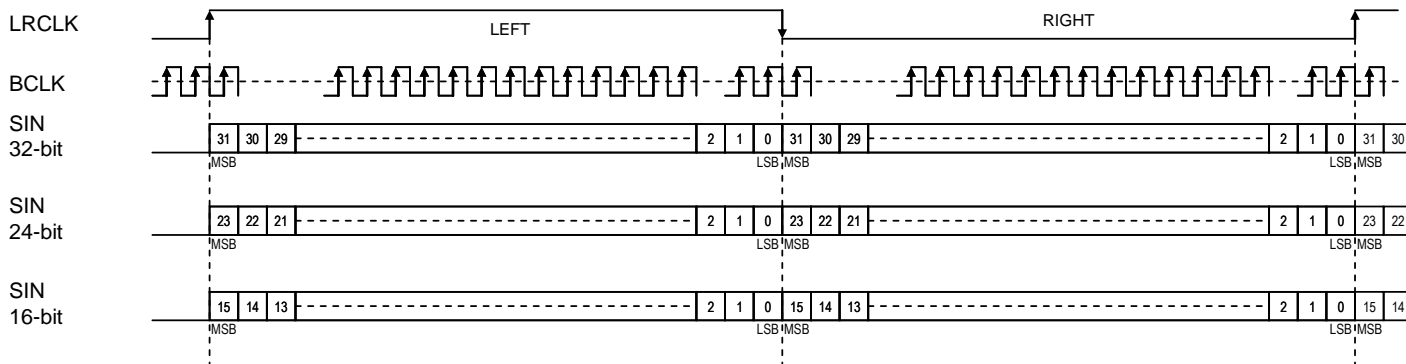 LRCLK
LEFT
RIGHT
BCLK
SIN
32-bit
31 30 29 2 1 0 31 30 29 2 1 0 31 30
MSB LSB MSB LSB MSB
SIN
24-bit
23 22 21 2 1 0 23 22 21 2 1 0 23 22
MSB LSB MSB LSB MSB
SIN
16-bit
15 14 13 2 1 0 15 14 13 2 1 0 15 14
MSB LSB MSB LSB MSB